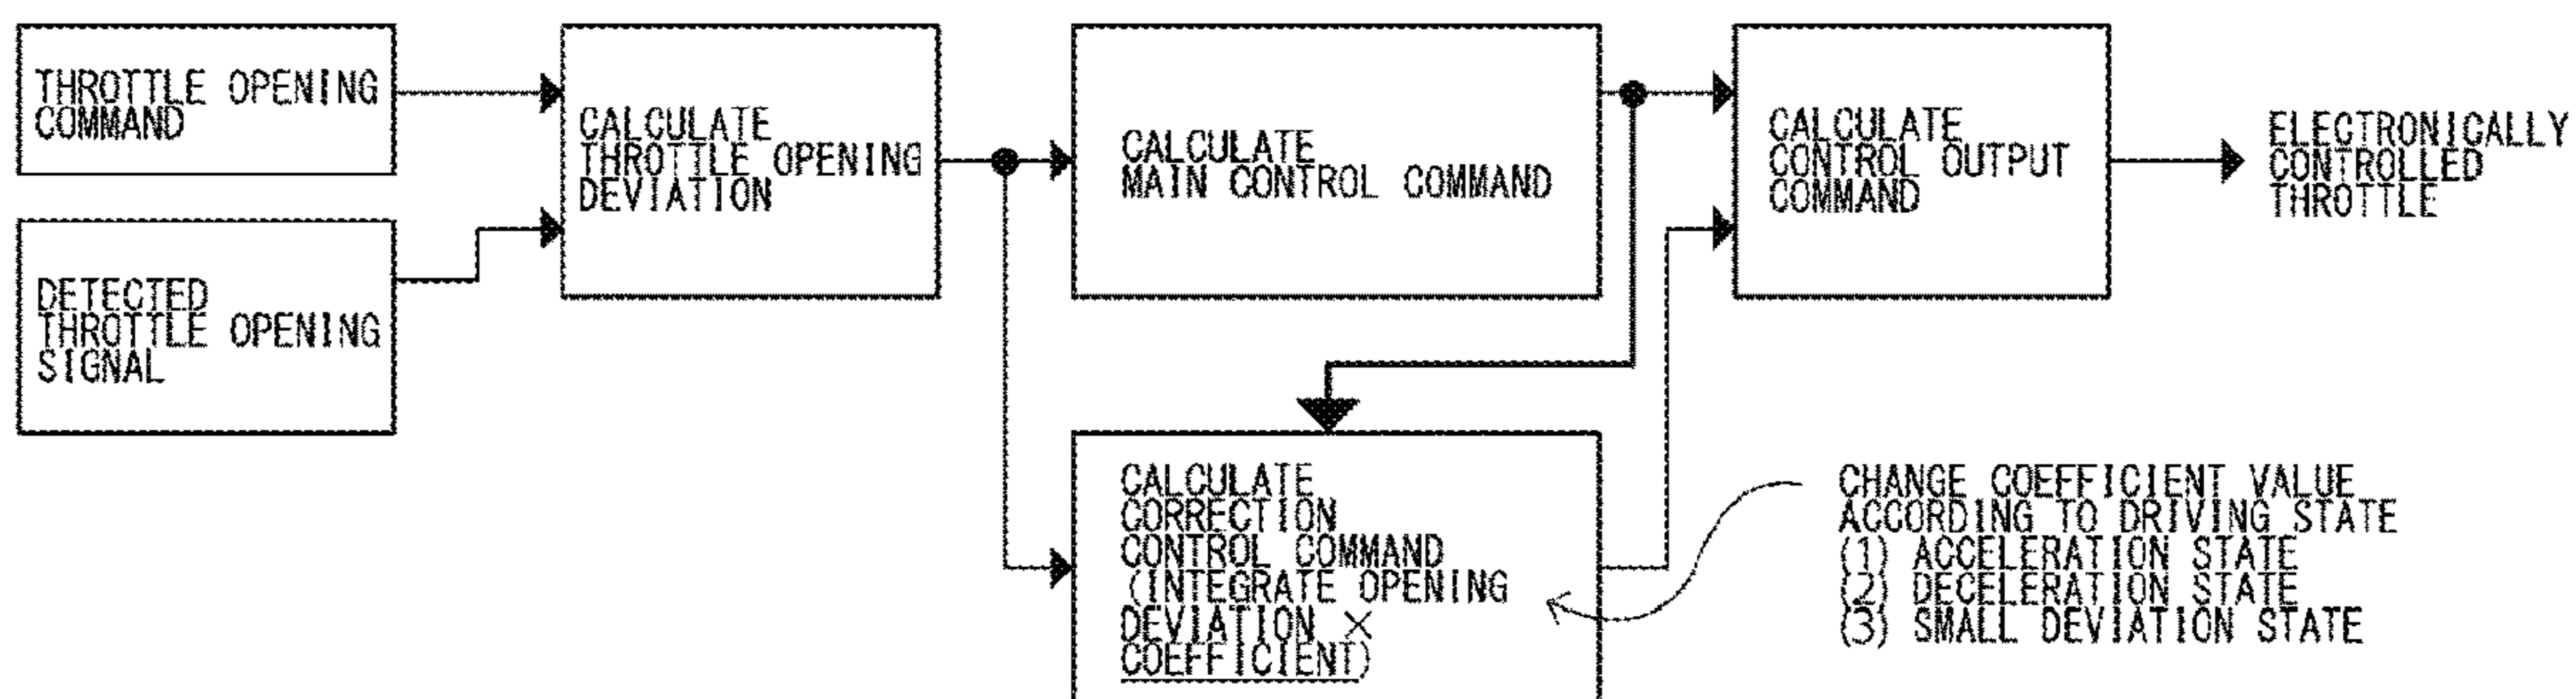 THROTTLE OPENING
COMMAND
DETECTED
THROTTLE OPENING
SIGNAL
CALCULATE
THROTTLE OPENING
DEVIATION
CALCULATE
MAIN CONTROL COMMAND
CALCULATE
CORRECTION
CONTROL COMMAND
(INTEGRATE OPENING
DEVIATION ×
COEFFICIENT)
CALCULATE
CONTROL OUTPUT
COMMAND
ELECTRONICALLY
CONTROLLED
THROTTLE
CHANGE COEFFICIENT VALUE
ACCORDING TO DRIVING STATE
(1) ACCELERATION STATE
(2) DECELERATION STATE
(3) SMALL DEVIATION STATE